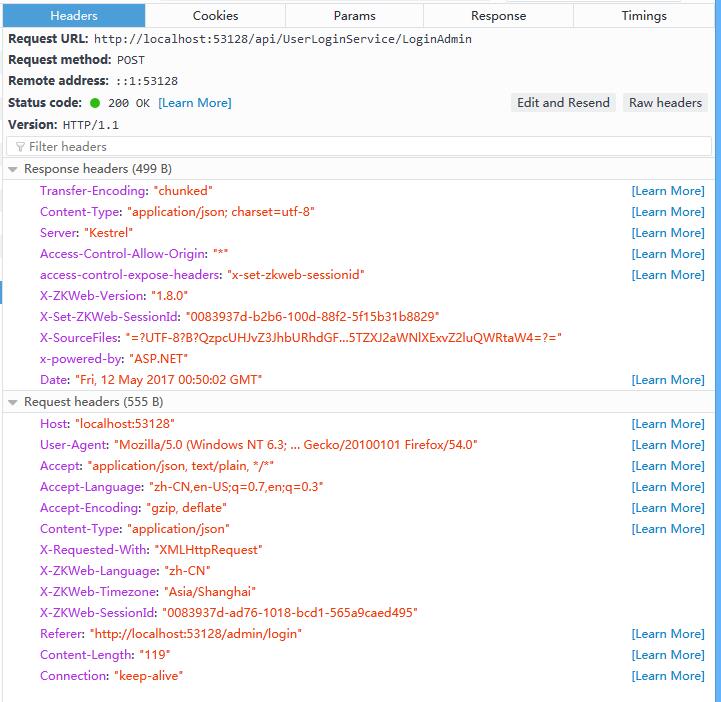 Headers Cookies Params Response Timings
Request URL: http://localhost:53128/api/UserLoginService/LoginAdmin
Request method: POST
Remote address: ::1:53128
Status code: 200 OK [Learn More] Edit and Resend Raw headers
Version: HTTP/1.1
Filter headers
Response headers (499 B)
Transfer-Encoding: "chunked" [Learn More]
Content-Type: "application/json; charset=utf-8" [Learn More]
Server: "Kestrel" [Learn More]
Access-Control-Allow-Origin: "*" [Learn More]
access-control-expose-headers: "x-set-zkweb-sessionid" [Learn More]
X-ZKWeb-Version: "1.8.0"
X-Set-ZKWeb-SessionId: "0083937d-b2b6-100d-88f2-5f15b31b8829"
X-SourceFiles: "=?UTF-8?B?QzpcUHJvZ3JhbURhdGF...5TZXJ2aWNlXExvZ2luQWRtaW4=?="
x-powered-by: "ASP.NET"
Date: "Fri, 12 May 2017 00:50:02 GMT" [Learn More]
Request headers (555 B)
Host: "localhost:53128" [Learn More]
User-Agent: "Mozilla/5.0 (Windows NT 6.3; ... Gecko/20100101 Firefox/54.0" [Learn More]
Accept: "application/json, text/plain, */*" [Learn More]
Accept-Language: "zh-CN,en-US;q=0.7,en;q=0.3" [Learn More]
Accept-Encoding: "gzip, deflate" [Learn More]
Content-Type: "application/json" [Learn More]
X-Requested-With: "XMLHttpRequest"
X-ZKWeb-Language: "zh-CN"
X-ZKWeb-Timezone: "Asia/Shanghai"
X-ZKWeb-SessionId: "0083937d-ad76-1018-bcd1-565a9caed495"
Referer: "http://localhost:53128/admin/login" [Learn More]
Content-Length: "119" [Learn More]
Connection: "keep-alive" [Learn More]